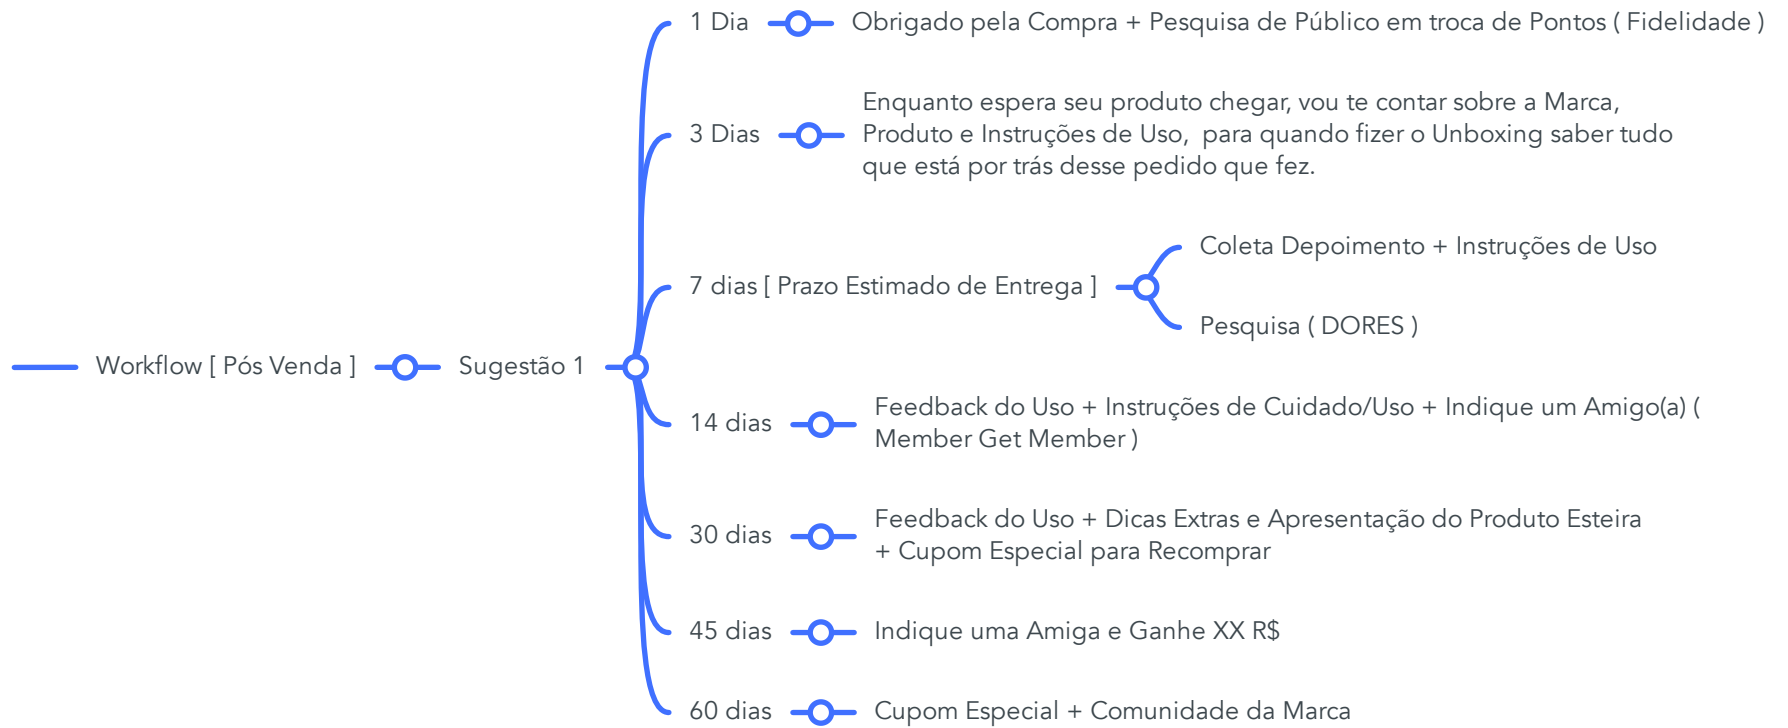 1 Dia
Obrigado pela Compra + Pesquisa de Público em troca de Pontos ( Fidelidade )
3 Dias
Enquanto espera seu produto chegar, vou te contar sobre a Marca,
Produto e Instruções de Uso,  para quando fizer o Unboxing saber tudo
que está por trás desse pedido que fez.
7 dias [ Prazo Estimado de Entrega ]
Coleta Depoimento + Instruções de Uso
Pesquisa ( DORES )
Workflow [ Pós Venda ]
Sugestão 1
14 dias
Feedback do Uso + Instruções de Cuidado/Uso + Indique um Amigo(a) (
Member Get Member )
30 dias
Feedback do Uso + Dicas Extras e Apresentação do Produto Esteira
+ Cupom Especial para Recomprar
45 dias
Indique uma Amiga e Ganhe XX R$
60 dias
Cupom Especial + Comunidade da Marca